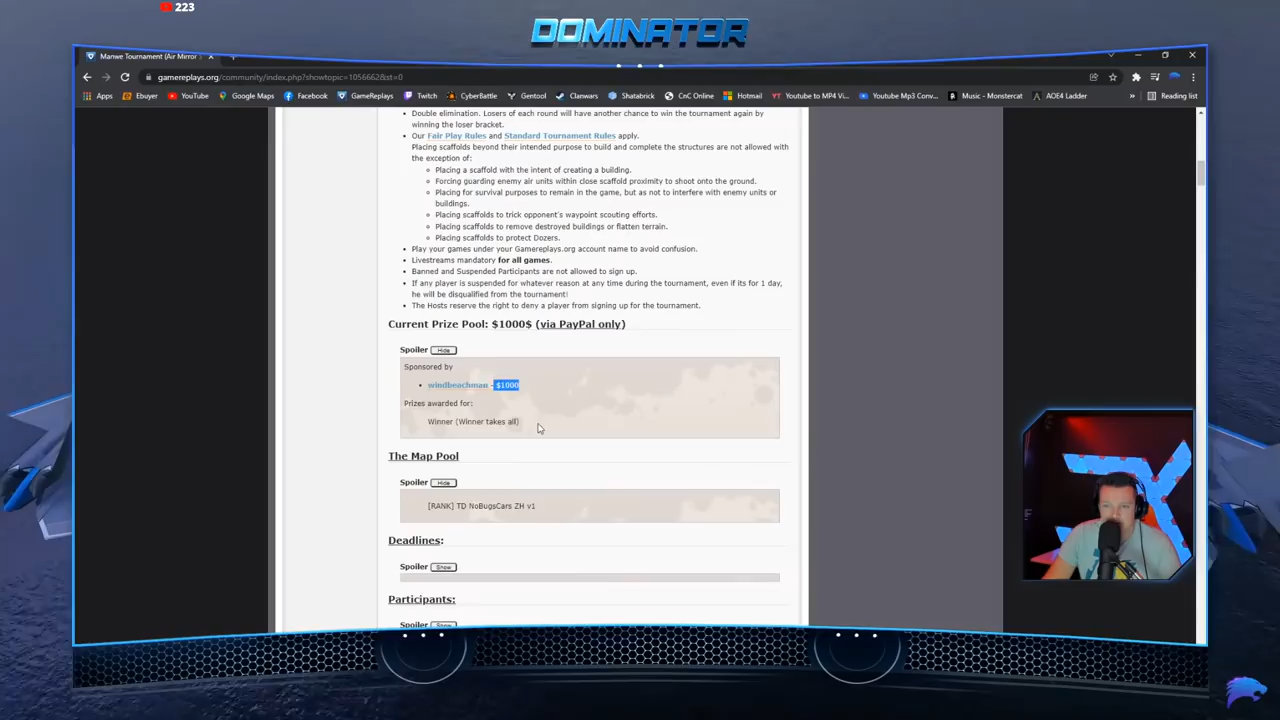 223
DOMINATOR
Manwe Tournament (Air Mirror
gamereplays.org/community/index.php?showtopic=1056662&st=0
Apps Ebuyer YouTube Google Maps Facebook GameReplays Twitch CyberBattle Gentool Clanwars Shatabrick CnC Online Hotmail Youtube to MP4 Vi... Youtube Mp3 Conv... Music - Monstercat AOE4 Ladder » Reading list
• Double elimination. Losers of each round will have another chance to win the tournament again by
winning the loser bracket.
• Our Fair Play Rules and Standard Tournament Rules apply.
Placing scaffolds beyond their intended purpose to build and complete the structures are not allowed with
the exception of:
Placing a scaffold with the intent of creating a building.
Forcing guarding enemy air units within close scaffold proximity to shoot onto the ground.
Placing for survival purposes to remain in the game, but as not to interfere with enemy units or
buildings.
Placing scaffolds to trick opponent's waypoint scouting efforts.
Placing scaffolds to remove destroyed buildings or flatten terrain.
Placing scaffolds to protect Dozers.
• Play your games under your Gamereplays.org account name to avoid confusion.
• Livestreams mandatory for all games.
• Banned and Suspended Participants are not allowed to sign up.
• If any player is suspended for whatever reason at any time during the tournament, even if its for 1 day,
he will be disqualified from the tournament!
• The Hosts reserve the right to deny a player from signing up for the tournament.
Current Prize Pool: $1000$ (via PayPal only)
Spoiler Hide
Sponsored by
• windbeachman - $1000
Prizes awarded for:
Winner (Winner takes all)
The Map Pool
Spoiler Hide
[RANK] TD NoBugsCars ZH v1
Deadlines:
Spoiler Show
Participants:
Spoiler Show